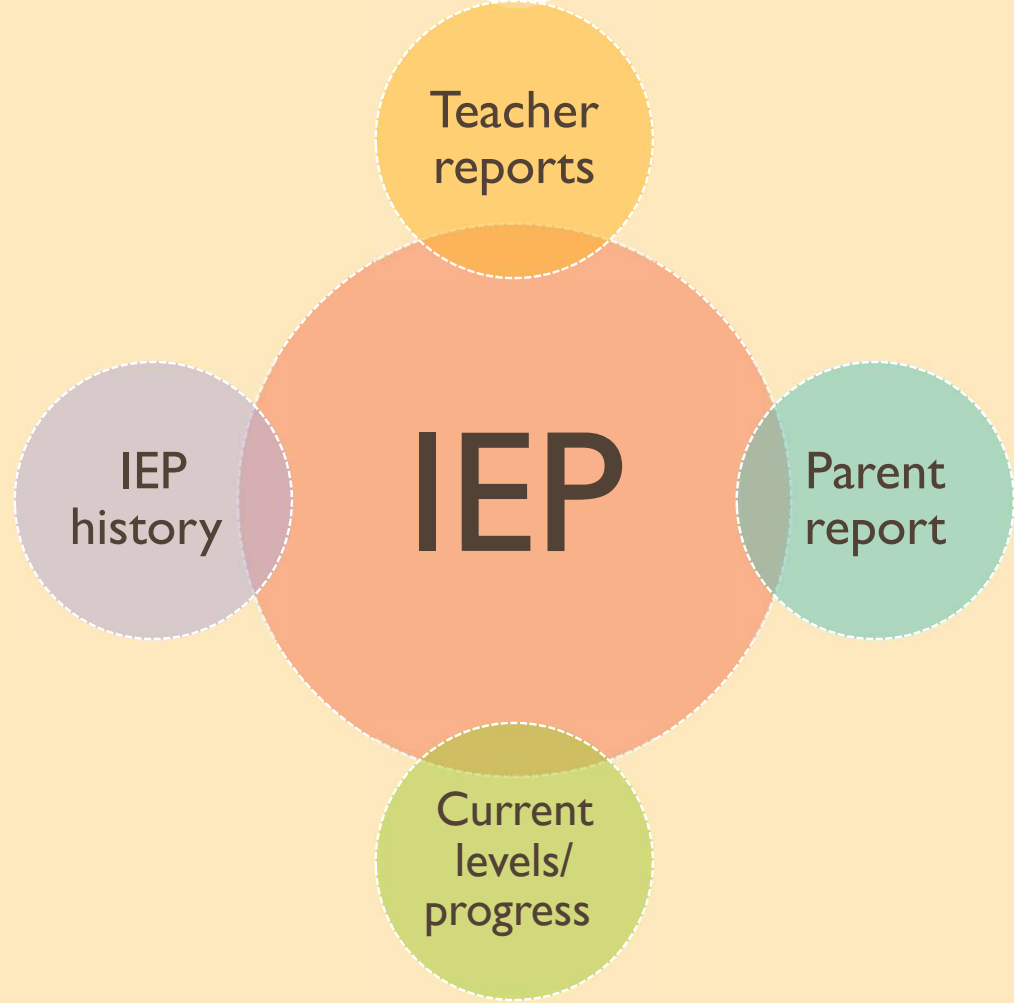 Teacher
reports
IEP
history
IEP
Parent
report
Current
levels/
progress